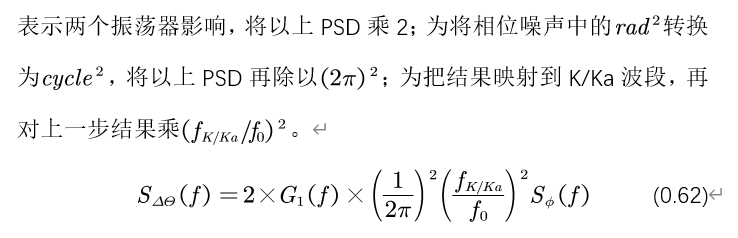 表示两个振荡器影响，将以上 PSD 乘 2；为将相位噪声中的rad²转换
为cycle²，将以上 PSD 再除以(2π)²；为把结果映射到 K/Ka 波段，再
对上一步结果乘(f_{K/Ka}/f₀)²。↵
S_{ΔΘ}(f) = 2 × G₁(f) × (1/2π)² (f_{K/Ka}/f₀)² S_ϕ(f) (0.62)↵